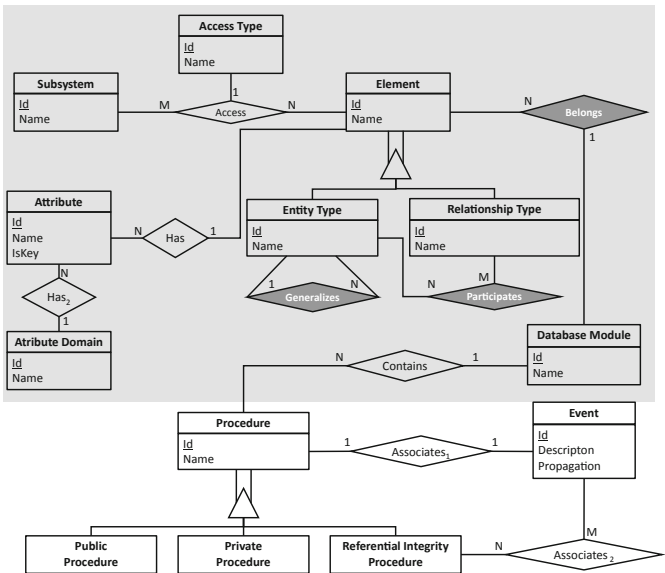 Access Type
Id
Name
Subsystem
Id
Name
M
1
Access
N
Element
Id
Name
N
Belongs
1
Attribute
Id
Name
IsKey
N
Has
1
Entity Type
Id
Name
Relationship Type
Id
Name
N
Has2
1
1
Generalizes
N
M
N
Participates
Atribute Domain
Id
Name
N
Contains
1
Database Module
Id
Name
Procedure
Id
Name
1
Associates1
1
Event
Id
Descripton
Propagation
Public
Procedure
Private
Procedure
Referential Integrity
Procedure
N
M
Associates 2